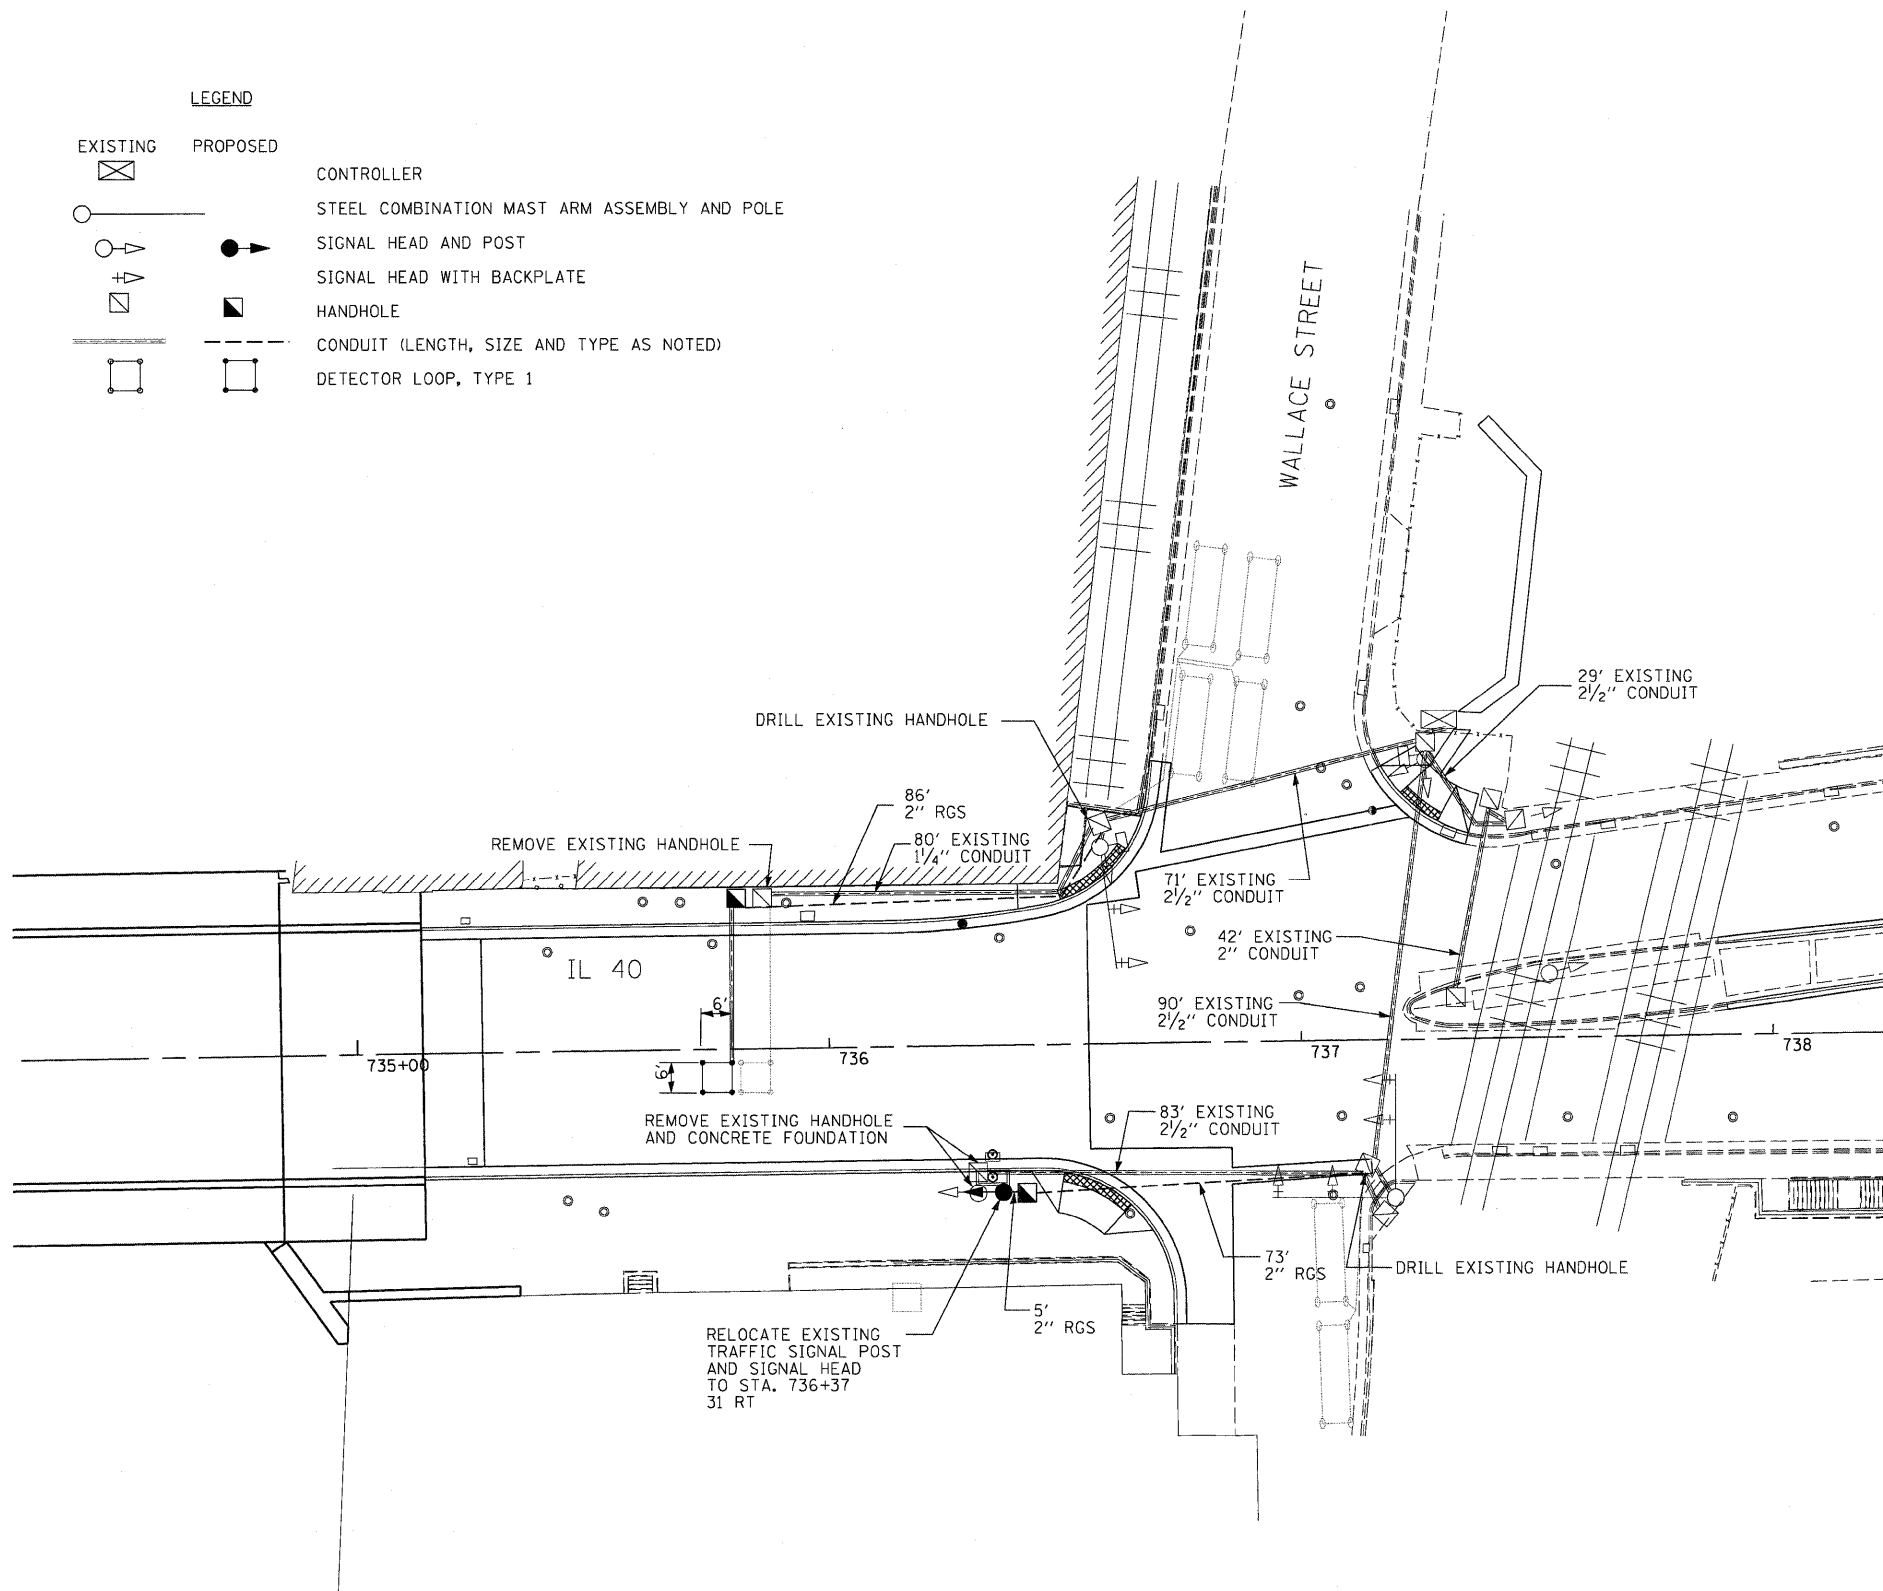 LEGEND
EXISTING PROPOSED
CONTROLLER
STEEL COMBINATION MAST ARM ASSEMBLY AND POLE
SIGNAL HEAD AND POST
SIGNAL HEAD WITH BACKPLATE
HANDHOLE
CONDUIT (LENGTH, SIZE AND TYPE AS NOTED)
DETECTOR LOOP, TYPE 1
WALLACE STREET
29' EXISTING
2½" CONDUIT
DRILL EXISTING HANDHOLE
86'
2" RGS
REMOVE EXISTING HANDHOLE
80' EXISTING
1¼" CONDUIT
71' EXISTING
2½" CONDUIT
42' EXISTING
2" CONDUIT
IL 40
90' EXISTING
2½" CONDUIT
6'
6'
735+00
736
737
738
REMOVE EXISTING HANDHOLE
AND CONCRETE FOUNDATION
83' EXISTING
2½" CONDUIT
73'
2" RGS
DRILL EXISTING HANDHOLE
5'
2" RGS
RELOCATE EXISTING
TRAFFIC SIGNAL POST
AND SIGNAL HEAD
TO STA. 736+37
31 RT